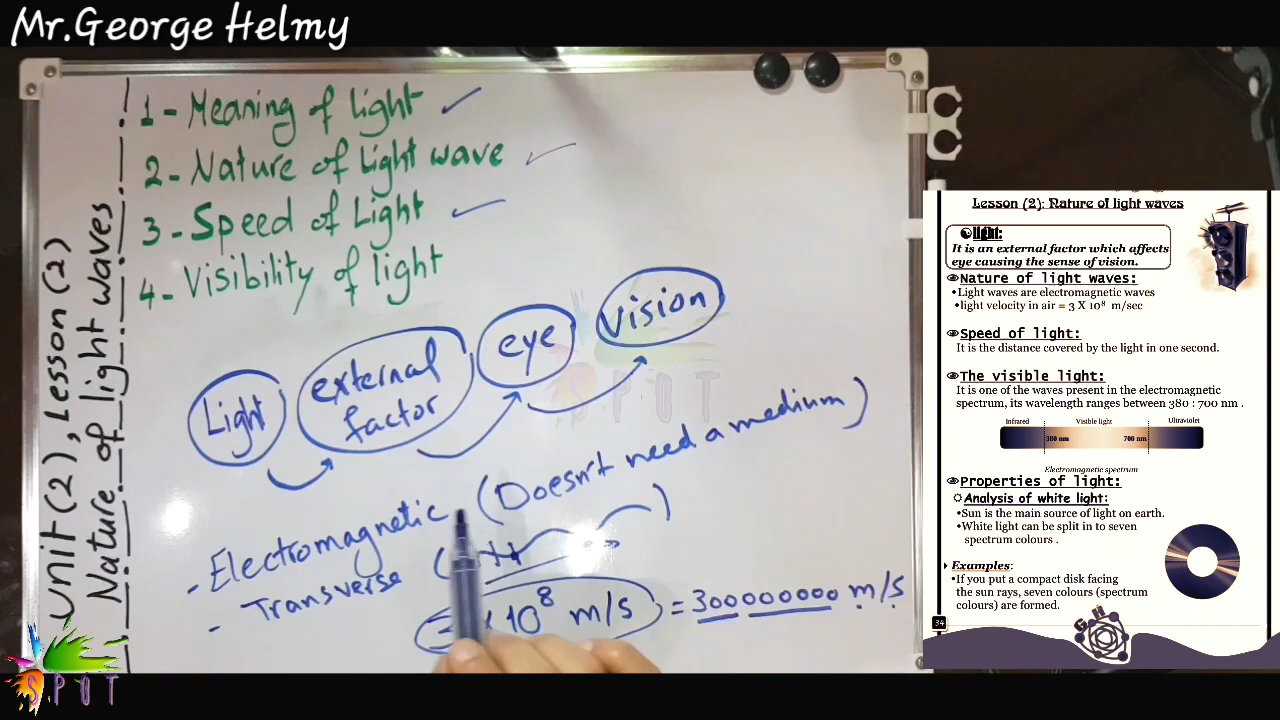 Mr.George Helmy
Unit (2), Lesson (2)
Nature of light waves
1- Meaning of light
2- Nature of Light wave
3- Speed of Light
4- Visibility of light
Light
external
factor
eye
vision
- Electromagnetic (Doesn't need a medium)
- Transverse
10⁸ m/s = 300000000 m/s
SPOT
Lesson (2): Nature of light waves
light:
It is an external factor which affects
eye causing the sense of vision.
Nature of light waves:
•Light waves are electromagnetic waves
•light velocity in air = 3 X 10⁸ m/sec
Speed of light:
It is the distance covered by the light in one second.
The visible light:
It is one of the waves present in the electromagnetic
spectrum, its wavelength ranges between 380 : 700 nm .
Infrared Visible light Ultraviolet
380 nm 700 nm
Electromagnetic spectrum
Properties of light:
Analysis of white light:
•Sun is the main source of light on earth.
•White light can be split in to seven
spectrum colours .
Examples:
•If you put a compact disk facing
the sun rays, seven colours (spectrum
colours) are formed.
34
GH
SPOT